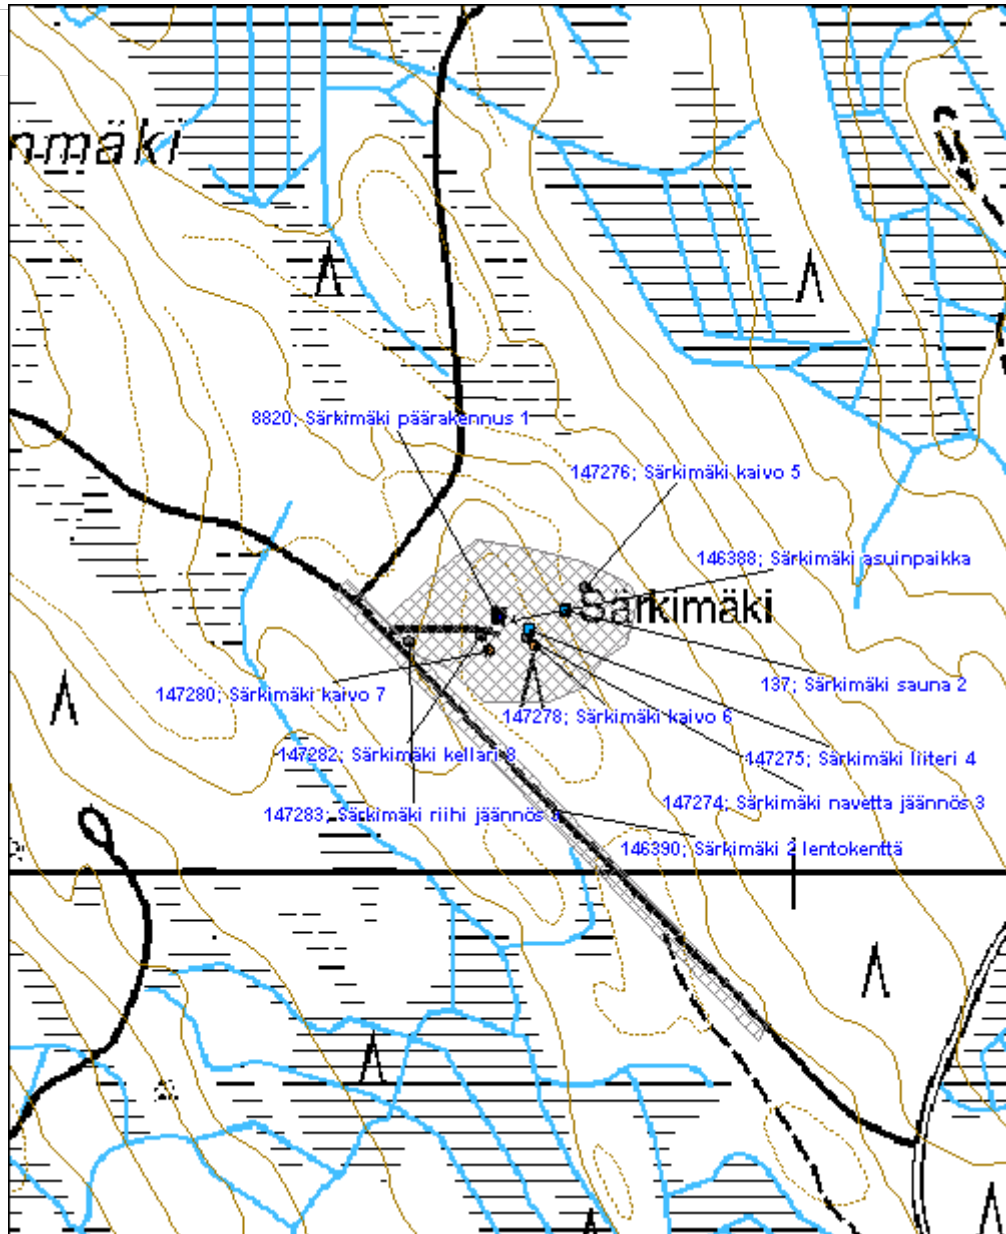 nmäki
8820; Särkimäki päärakennus 1
147276; Särkimäki kaivo 5
146388; Särkimäki asuinpaikka
Särkimäki
137; Särkimäki sauna 2
147280; Särkimäki kaivo 7
147278; Särkimäki kaivo 6
147282; Särkimäki kellari 8
147275; Särkimäki liiteri 4
147274; Särkimäki navetta jäännös 3
147283; Särkimäki riihi jäännös
146390; Särkimäki 2 lentokenttä